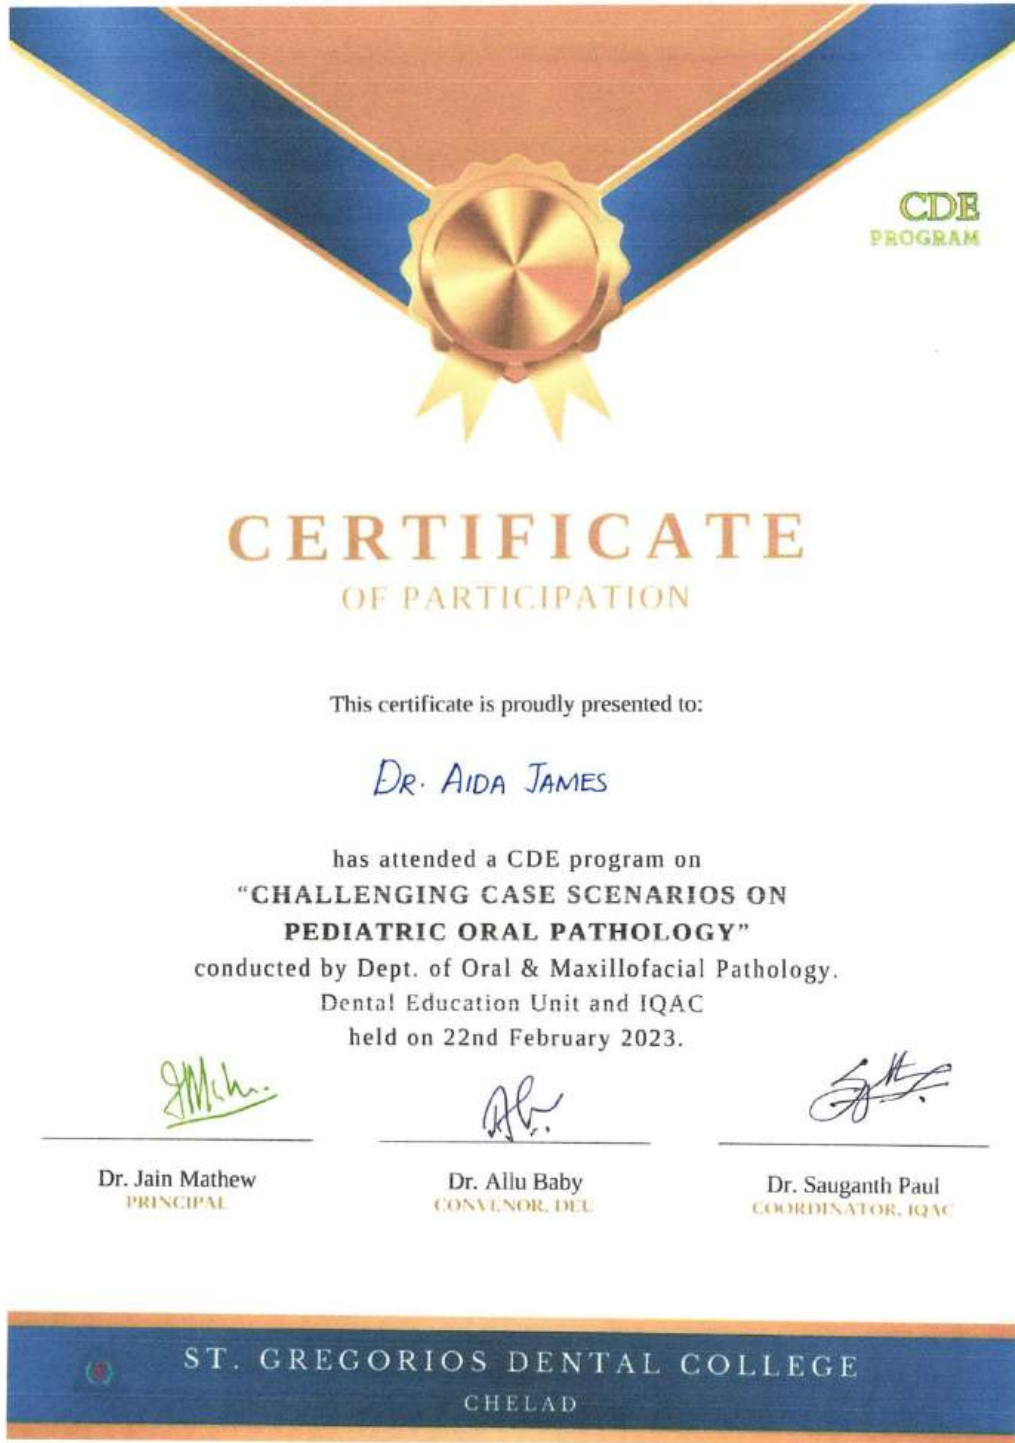 CDE
PROGRAM
CERTIFICATE
OF PARTICIPATION
This certificate is proudly presented to:
DR. AIDA JAMES
has attended a CDE program on
“CHALLENGING CASE SCENARIOS ON
PEDIATRIC ORAL PATHOLOGY”
conducted by Dept. of Oral & Maxillofacial Pathology.
Dental Education Unit and IQAC
held on 22nd February 2023.
Dr. Jain Mathew
PRINCIPAL
Dr. Allu Baby
CONVENOR, DEU
Dr. Sauganth Paul
COORDINATOR, IQAC
ST. GREGORIOS DENTAL COLLEGE
CHELAD